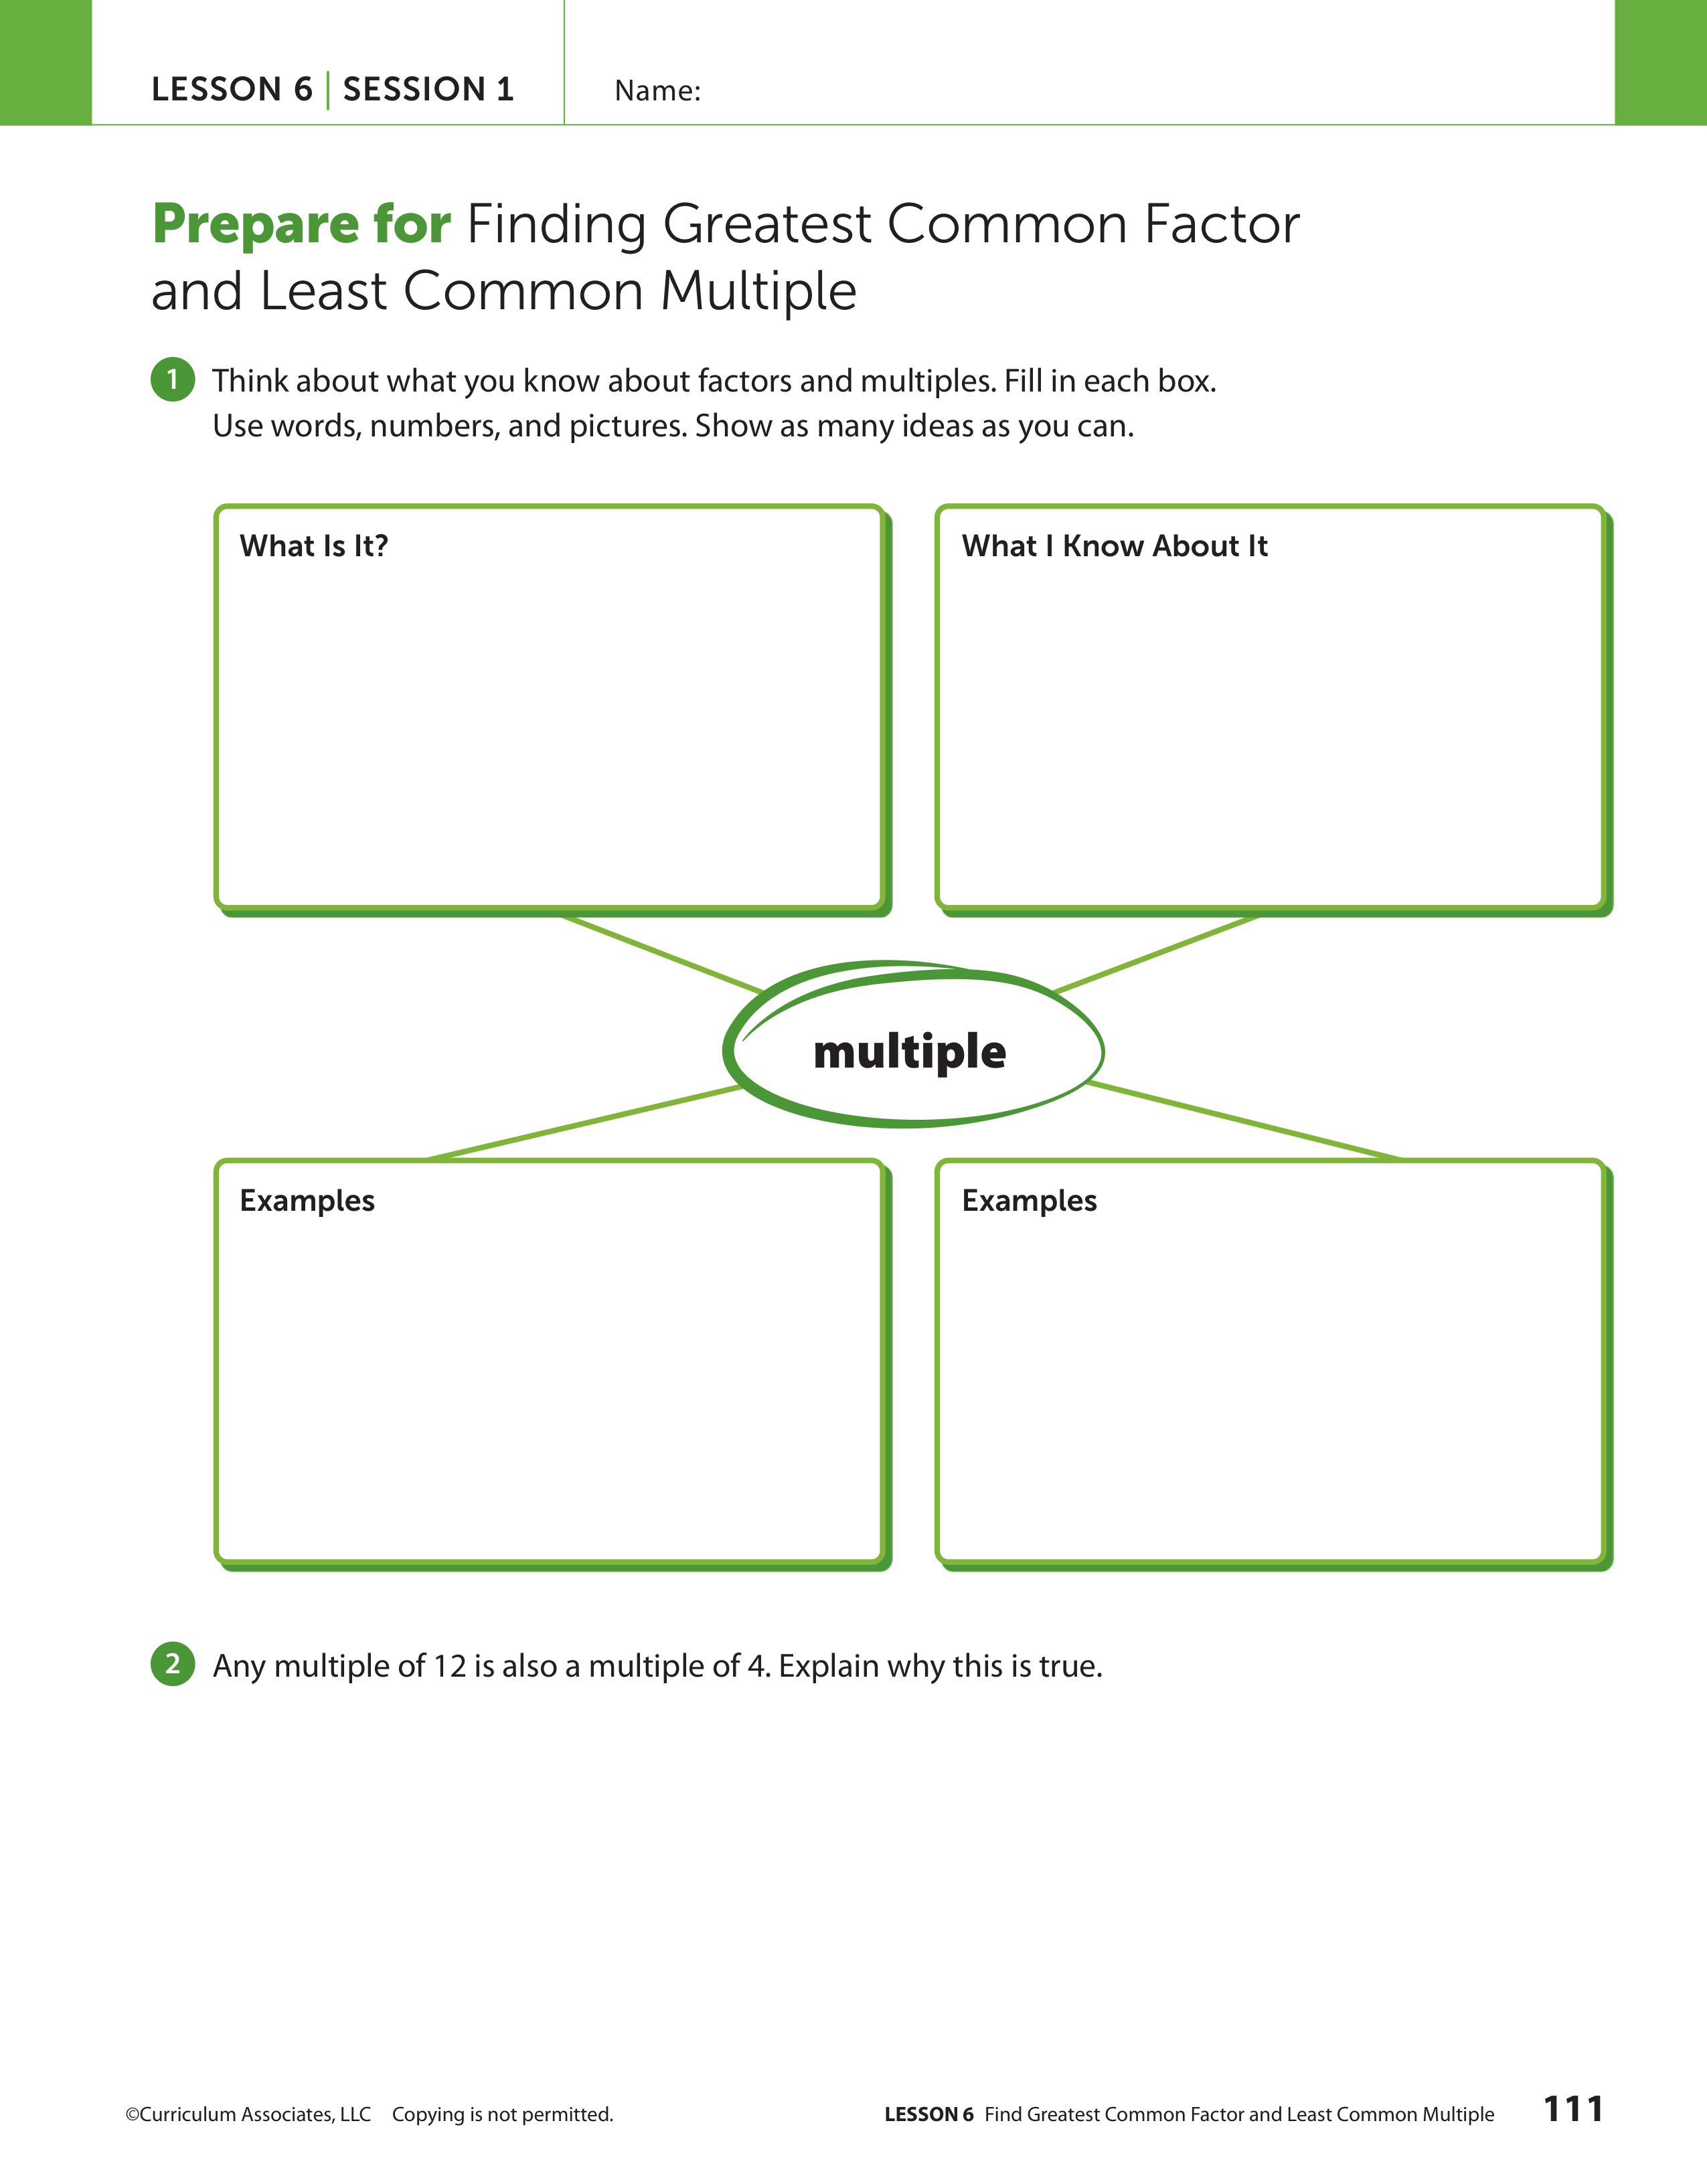 LESSON 6 | SESSION 1
Name:
Prepare for Finding Greatest Common Factor
and Least Common Multiple
1 Think about what you know about factors and multiples. Fill in each box.
Use words, numbers, and pictures. Show as many ideas as you can.
What Is It?
What I Know About It
multiple
Examples
Examples
2 Any multiple of 12 is also a multiple of 4. Explain why this is true.
©Curriculum Associates, LLC Copying is not permitted.
LESSON 6 Find Greatest Common Factor and Least Common Multiple 111